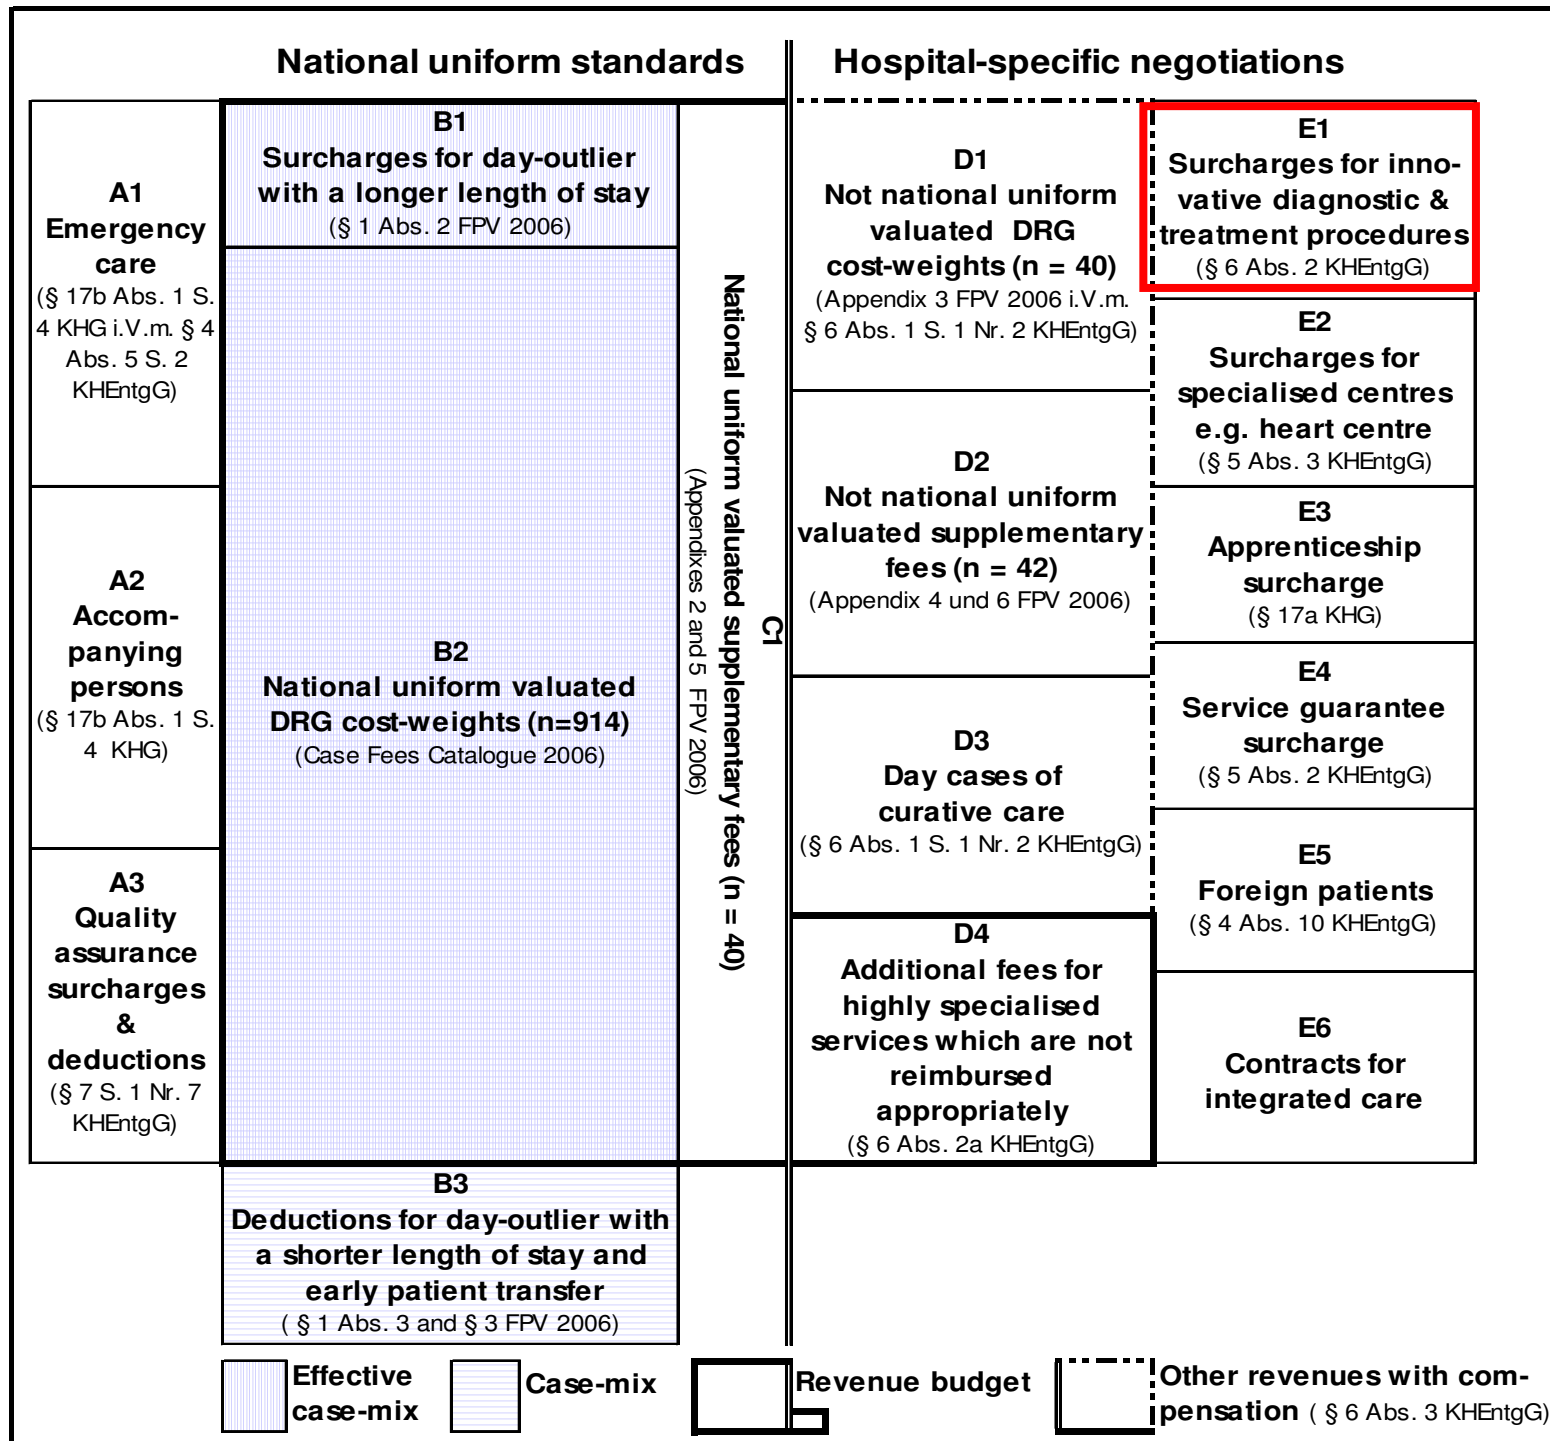 National uniform standards
Hospital-specific negotiations
A1
Emergency
care
(§ 17b Abs. 1 S.
4 KHG i.V.m. § 4
Abs. 5 S. 2
KHEntgG)
A2
Accom-
panying
persons
(§ 17b Abs. 1 S.
4 KHG)
A3
Quality
assurance
surcharges
&
deductions
(§ 7 S. 1 Nr. 7
KHEntgG)
B1
Surcharges for day-outlier
with a longer length of stay
(§ 1 Abs. 2 FPV 2006)
B2
National uniform valuated
DRG cost-weights (n=914)
(Case Fees Catalogue 2006)
B3
Deductions for day-outlier with
a shorter length of stay and
early patient transfer
( § 1 Abs. 3 and § 3 FPV 2006)
C1
National uniform valuated supplementary fees (n = 40)
(Appendixes 2 and 5 FPV 2006)
D1
Not national uniform
valuated DRG
cost-weights (n = 40)
(Appendix 3 FPV 2006 i.V.m.
§ 6 Abs. 1 S. 1 Nr. 2 KHEntgG)
D2
Not national uniform
valuated supplementary
fees (n = 42)
(Appendix 4 und 6 FPV 2006)
D3
Day cases of
curative care
(§ 6 Abs. 1 S. 1 Nr. 2 KHEntgG)
D4
Additional fees for
highly specialised
services which are not
reimbursed
appropriately
(§ 6 Abs. 2a KHEntgG)
E1
Surcharges for inno-
vative diagnostic &
treatment procedures
(§ 6 Abs. 2 KHEntgG)
E2
Surcharges for
specialised centres
e.g. heart centre
(§ 5 Abs. 3 KHEntgG)
E3
Apprenticeship
surcharge
(§ 17a KHG)
E4
Service guarantee
surcharge
(§ 5 Abs. 2 KHEntgG)
E5
Foreign patients
(§ 4 Abs. 10 KHEntgG)
E6
Contracts for
integrated care
Effective
case-mix
Case-mix
Revenue budget
Other revenues with com-
pensation ( § 6 Abs. 3 KHEntgG)